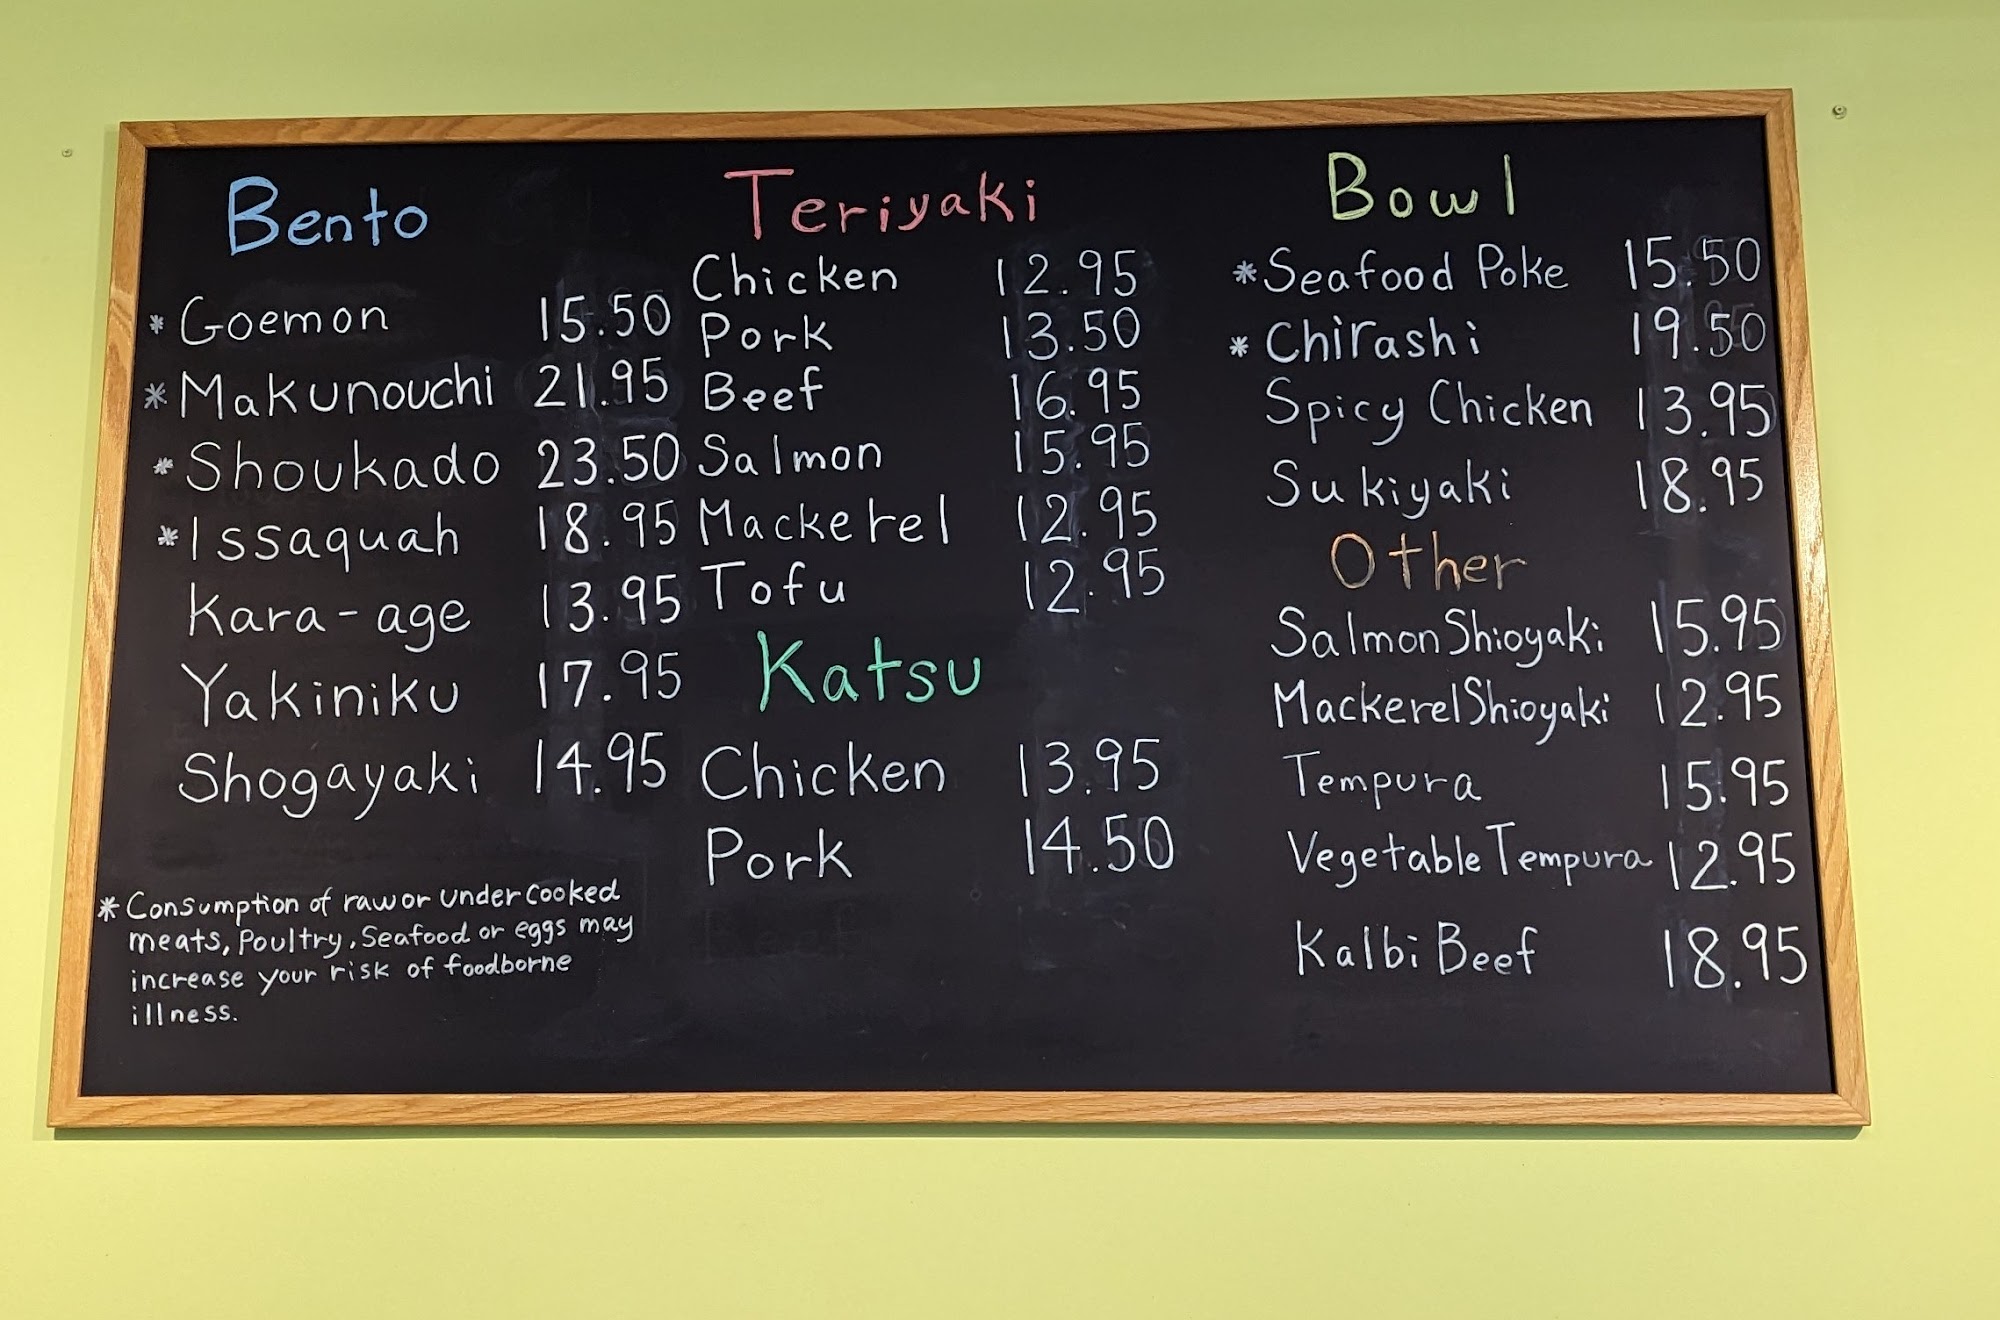 Bento
* Goemon 15.50
* Makunouchi 21.95
* Shoukado 23.50
* Issaquah 18.95
Kara-age 13.95
Yakiniku 17.95
Shogayaki 14.95
* Consumption of raw or under cooked
meats, Poultry, Seafood or eggs may
increase your risk of foodborne
illness.
Teriyaki
Chicken 12.95
Pork 13.50
Beef 16.95
Salmon 15.95
Mackerel 12.95
Tofu 12.95
Katsu
Chicken 13.95
Pork 14.50
Bowl
* Seafood Poke 15.50
* Chirashi 19.50
Spicy Chicken 13.95
Sukiyaki 18.95
Other
Salmon Shioyaki 15.95
Mackerel Shioyaki 12.95
Tempura 15.95
Vegetable Tempura 12.95
Kalbi Beef 18.95